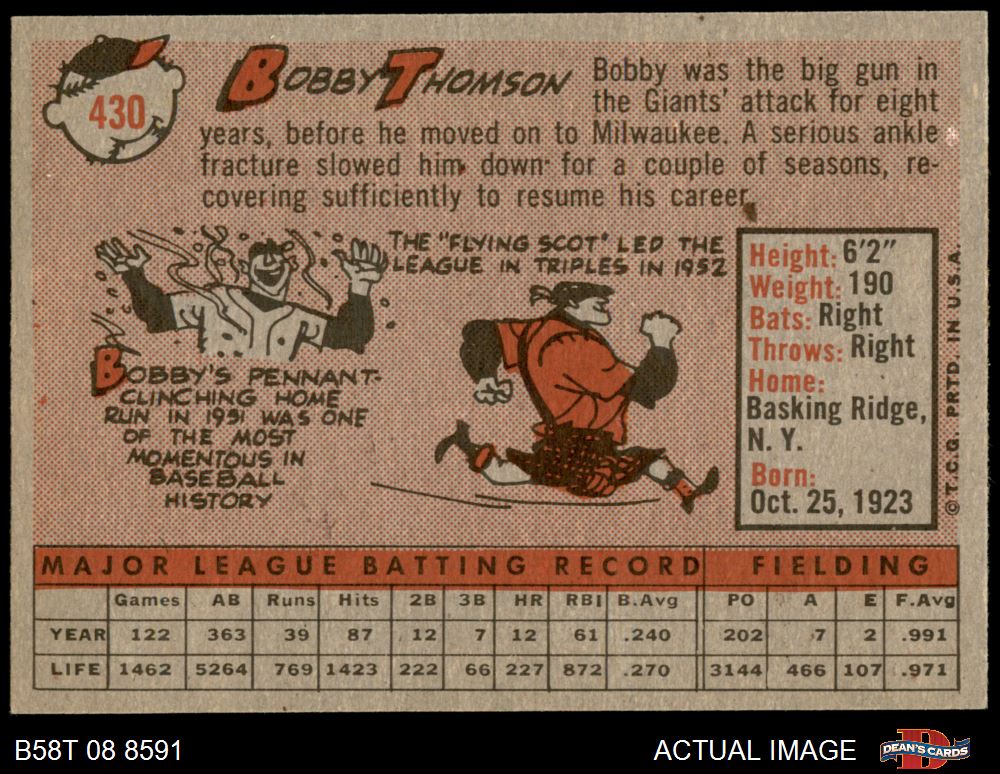 430
BOBBY THOMSON
Bobby was the big gun in
the Giants' attack for eight
years, before he moved on to Milwaukee. A serious ankle
fracture slowed him down for a couple of seasons, re-
covering sufficiently to resume his career.
THE "FLYING SCOT" LED THE
LEAGUE IN TRIPLES IN 1952
BOBBY'S PENNANT-
CLINCHING HOME
RUN IN 1951 WAS ONE
OF THE MOST
MOMENTOUS IN
BASEBALL
HISTORY
Height: 6'2"
Weight: 190
Bats: Right
Throws: Right
Home:
Basking Ridge,
N. Y.
Born:
Oct. 25, 1923
© T.C.G. PRTD. IN U.S.A.
MAJOR LEAGUE BATTING RECORD FIELDING
Games AB Runs Hits 2B 3B HR RBI B.Avg PO A E F.Avg
YEAR 122 363 39 87 12 7 12 61 .240 202 7 2 .991
LIFE 1462 5264 769 1423 222 66 227 872 .270 3144 466 107 .971
B58T 08 8591 ACTUAL IMAGE DEAN'S CARDS